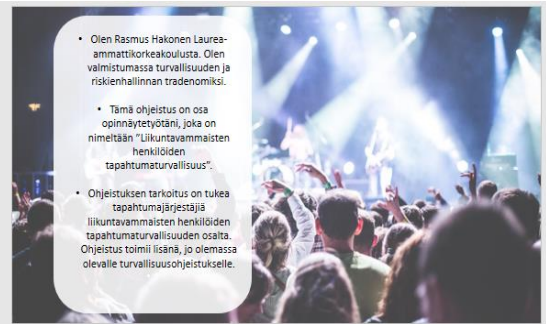 • Olen Rasmus Hakonen Laurea-
ammattikorkeakoulusta. Olen
valmistumassa turvallisuuden ja
riskienhallinnan tradenomiksi.
• Tämä ohjeistus on osa
opinnäytetyötäni, joka on
nimeltään ”Liikuntavammaisten
henkilöiden
tapahtumaturvallisuus”.
• Ohjeistuksen tarkoitus on tukea
tapahtumajärjestäjiä
liikuntavammaisten henkilöiden
tapahtumaturvallisuuden osalta.
Ohjeistus toimii lisänä, jo olemassa
olevalle turvallisuusohjeistukselle.